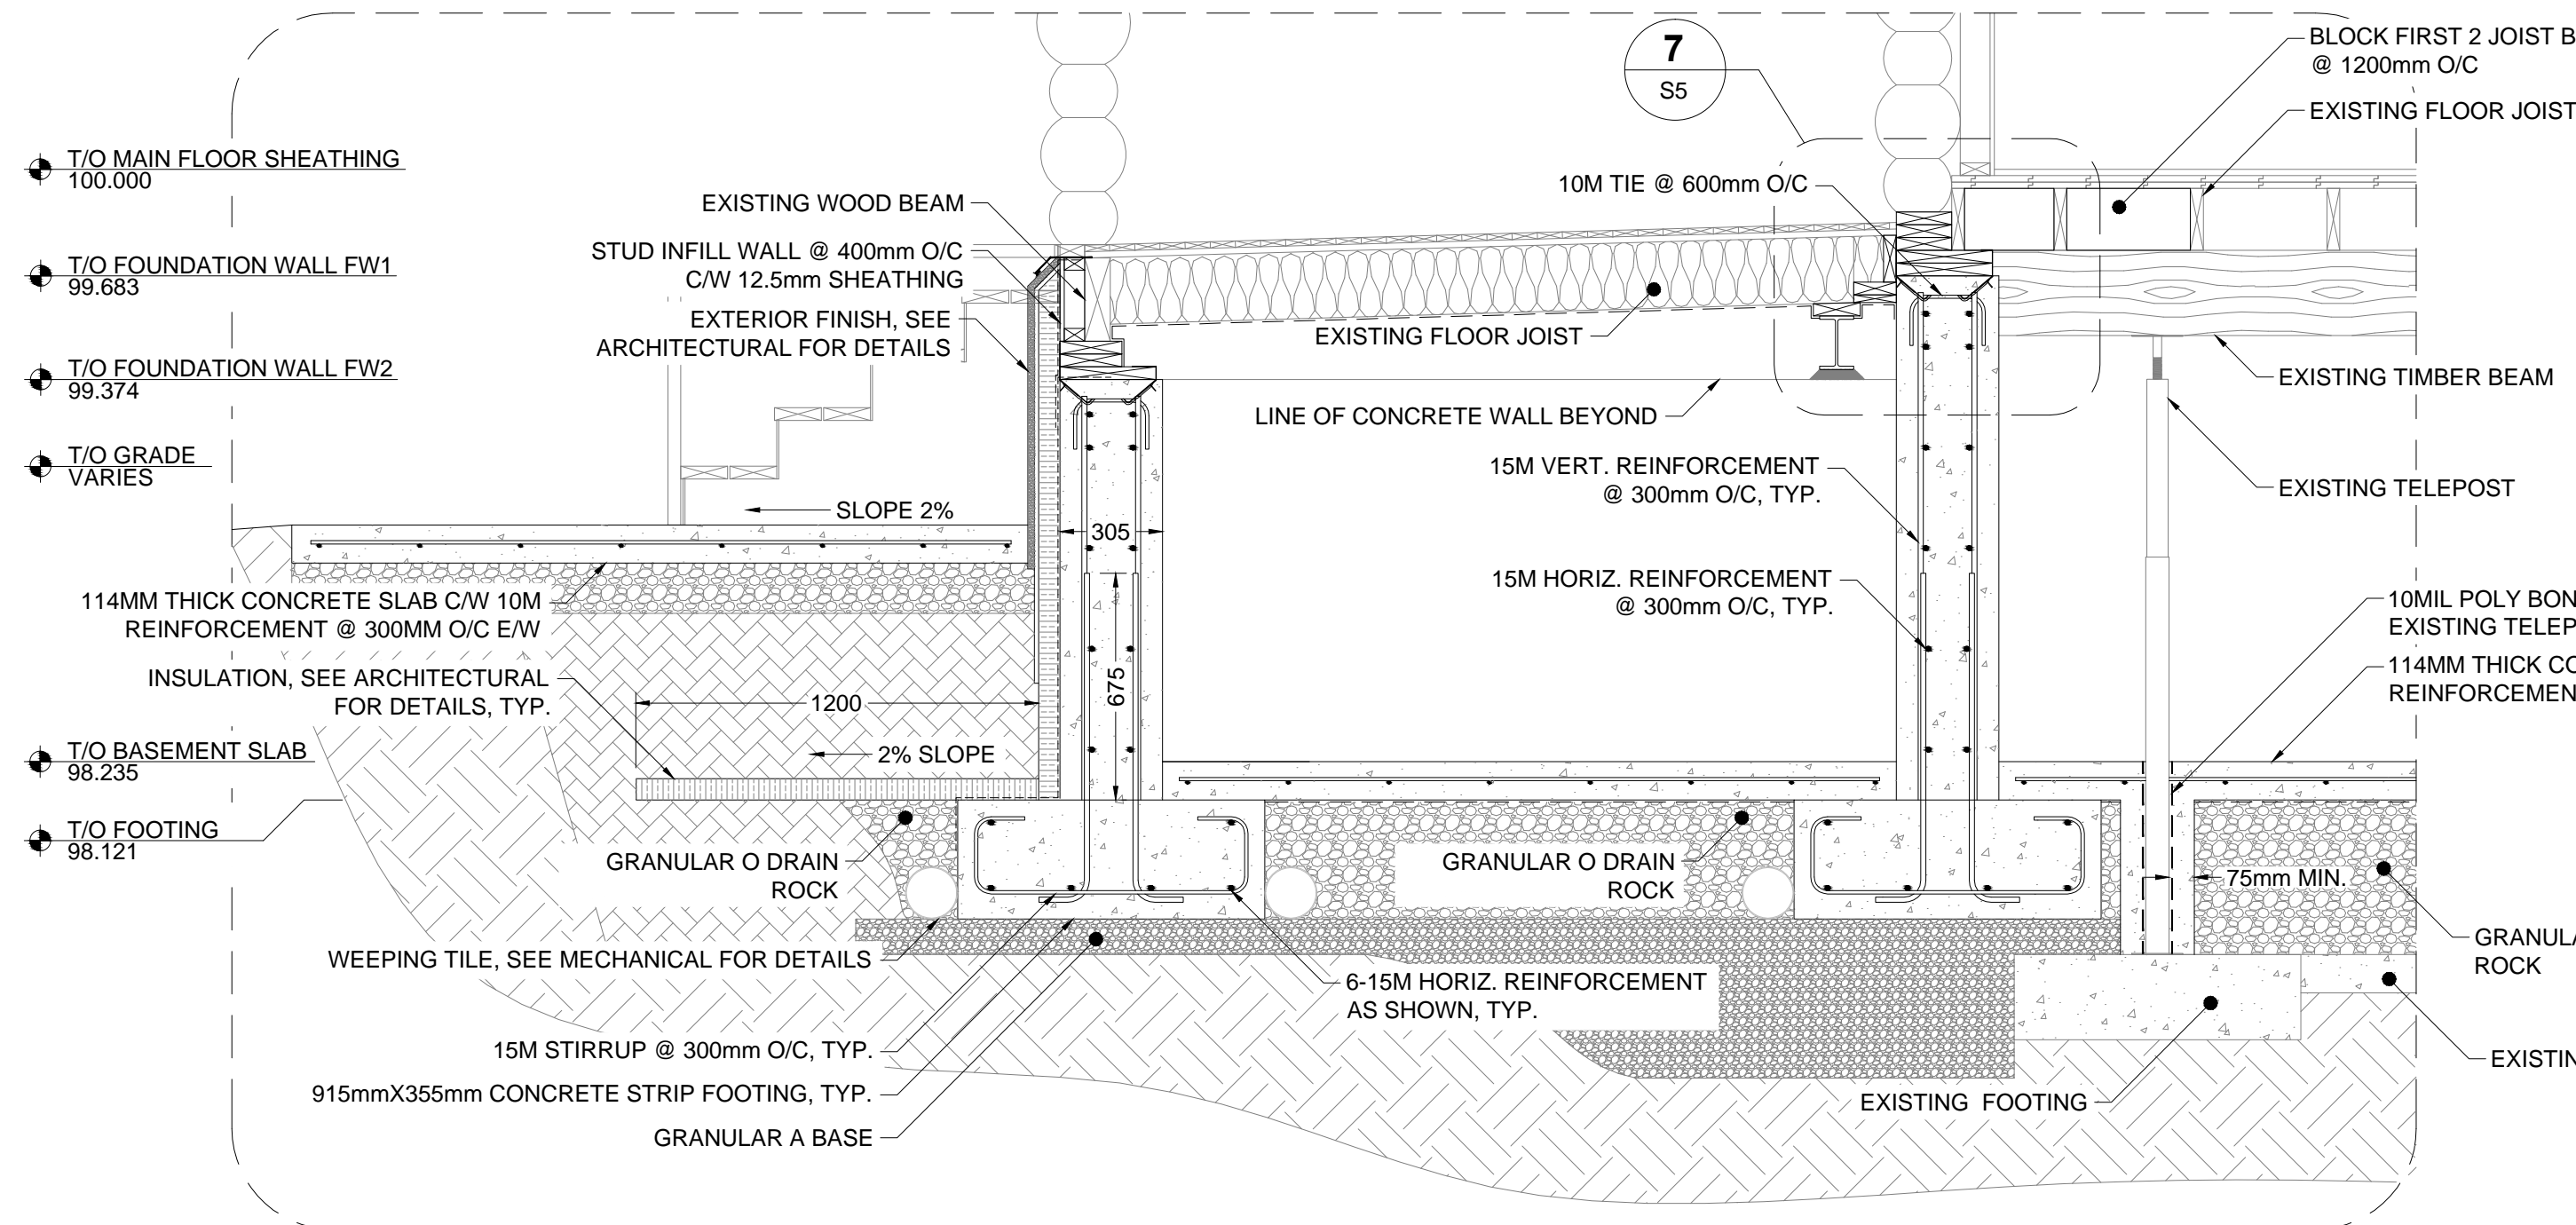 7
S5
BLOCK FIRST 2 JOIST B
@ 1200mm O/C
EXISTING FLOOR JOIST
T/O MAIN FLOOR SHEATHING
100.000
T/O FOUNDATION WALL FW1
99.683
T/O FOUNDATION WALL FW2
99.374
T/O GRADE
VARIES
T/O BASEMENT SLAB
98.235
T/O FOOTING
98.121
EXISTING WOOD BEAM
STUD INFILL WALL @ 400mm O/C
C/W 12.5mm SHEATHING
EXTERIOR FINISH, SEE
ARCHITECTURAL FOR DETAILS
10M TIE @ 600mm O/C
EXISTING FLOOR JOIST
LINE OF CONCRETE WALL BEYOND
EXISTING TIMBER BEAM
15M VERT. REINFORCEMENT
@ 300mm O/C, TYP.
EXISTING TELEPOST
SLOPE 2%
305
15M HORIZ. REINFORCEMENT
@ 300mm O/C, TYP.
114MM THICK CONCRETE SLAB C/W 10M
REINFORCEMENT @ 300MM O/C E/W
10MIL POLY BON
EXISTING TELEP
114MM THICK CO
REINFORCEMEN
INSULATION, SEE ARCHITECTURAL
FOR DETAILS, TYP.
1200
675
2% SLOPE
GRANULAR O DRAIN
ROCK
GRANULAR O DRAIN
ROCK
75mm MIN.
GRANULA
ROCK
WEEPING TILE, SEE MECHANICAL FOR DETAILS
6-15M HORIZ. REINFORCEMENT
AS SHOWN, TYP.
15M STIRRUP @ 300mm O/C, TYP.
915mmX355mm CONCRETE STRIP FOOTING, TYP.
GRANULAR A BASE
EXISTING FOOTING
EXISTIN